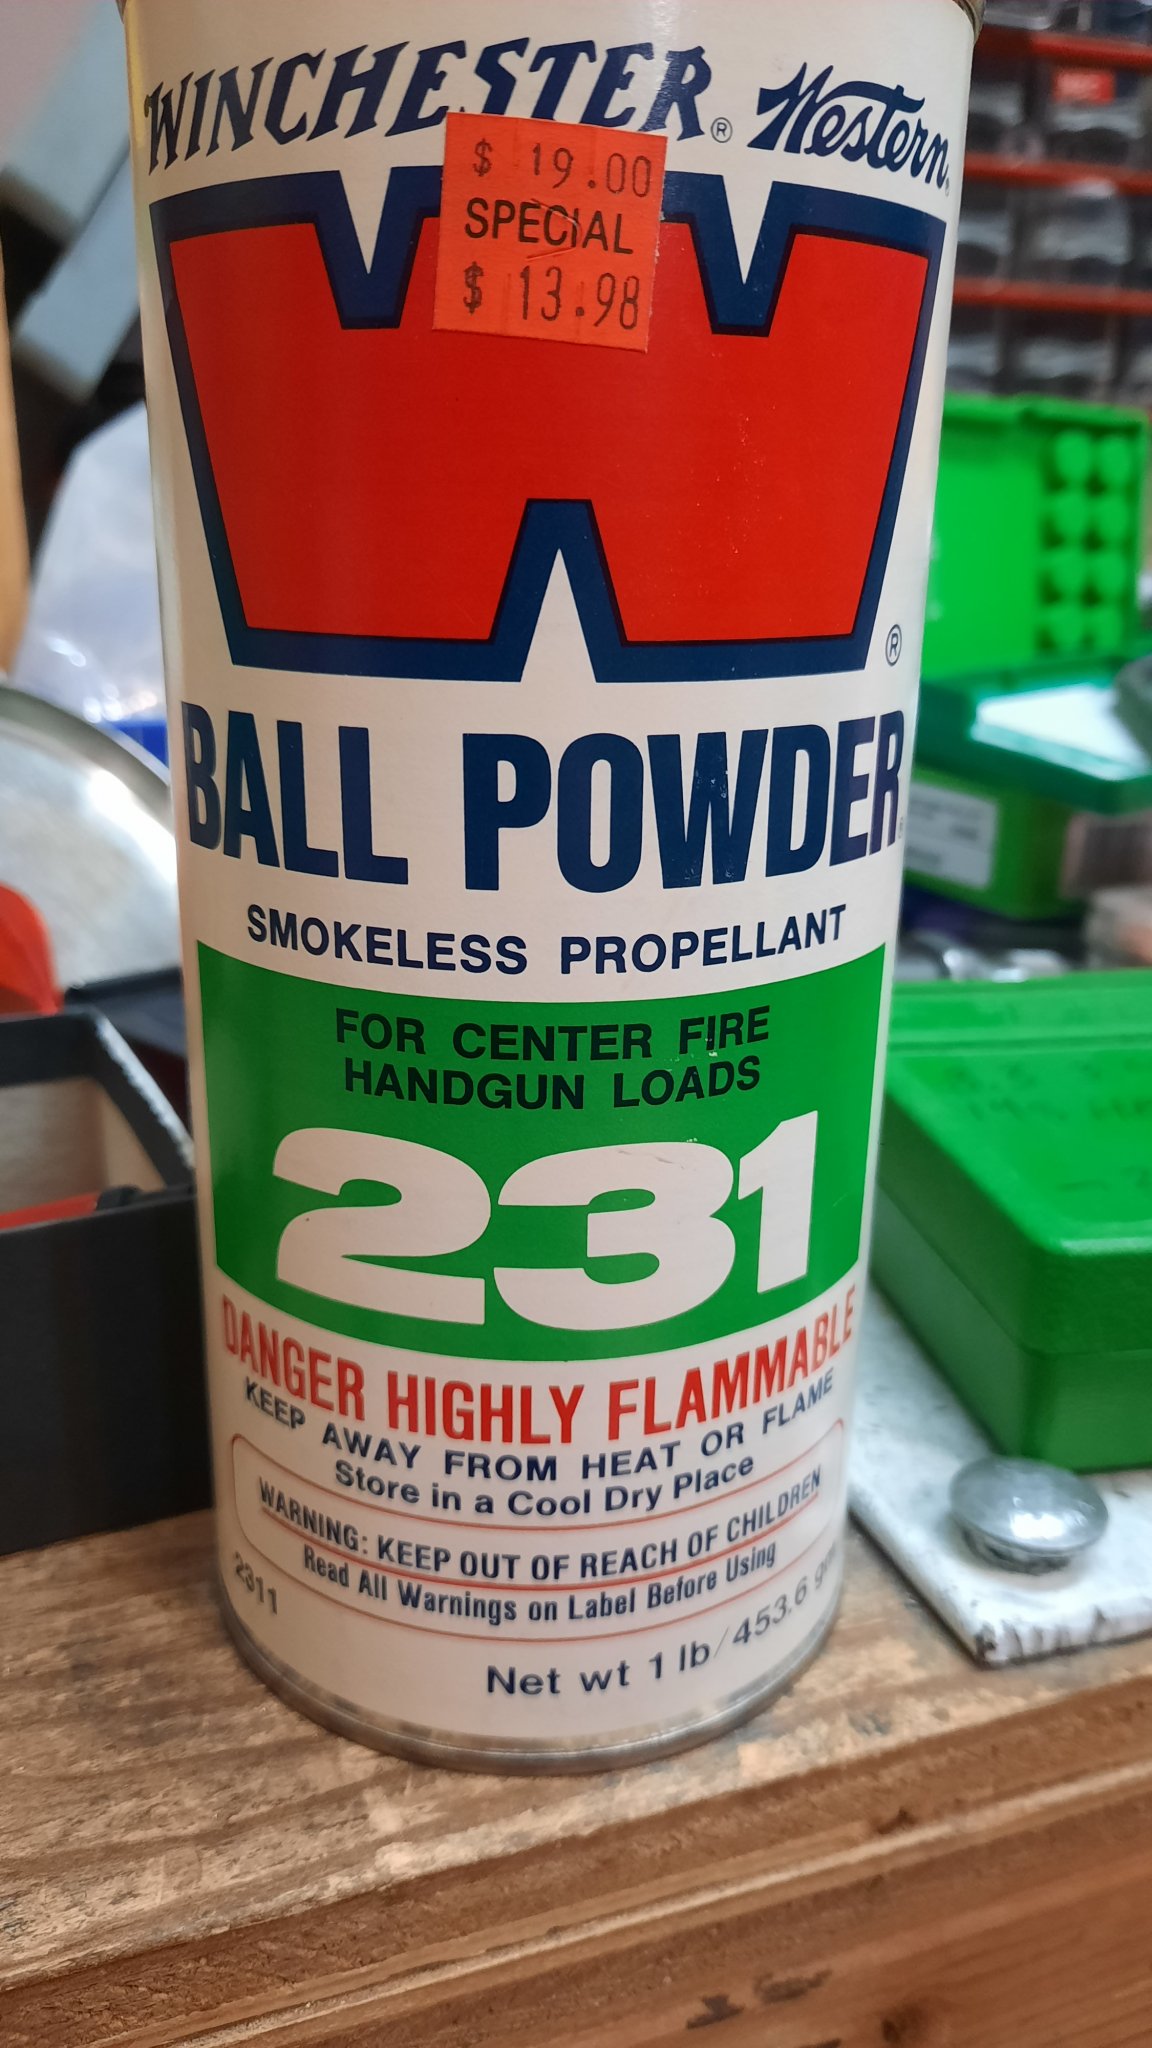 WINCHESTER® Western
$ 19.00
SPECIAL
$ 13.98
W
®
BALL POWDER
SMOKELESS PROPELLANT
FOR CENTER FIRE
HANDGUN LOADS
231
DANGER HIGHLY FLAMMABLE
KEEP AWAY FROM HEAT OR FLAME
Store in a Cool Dry Place
WARNING: KEEP OUT OF REACH OF CHILDREN
Read All Warnings on Label Before Using
2311
Net wt 1 lb/453.6